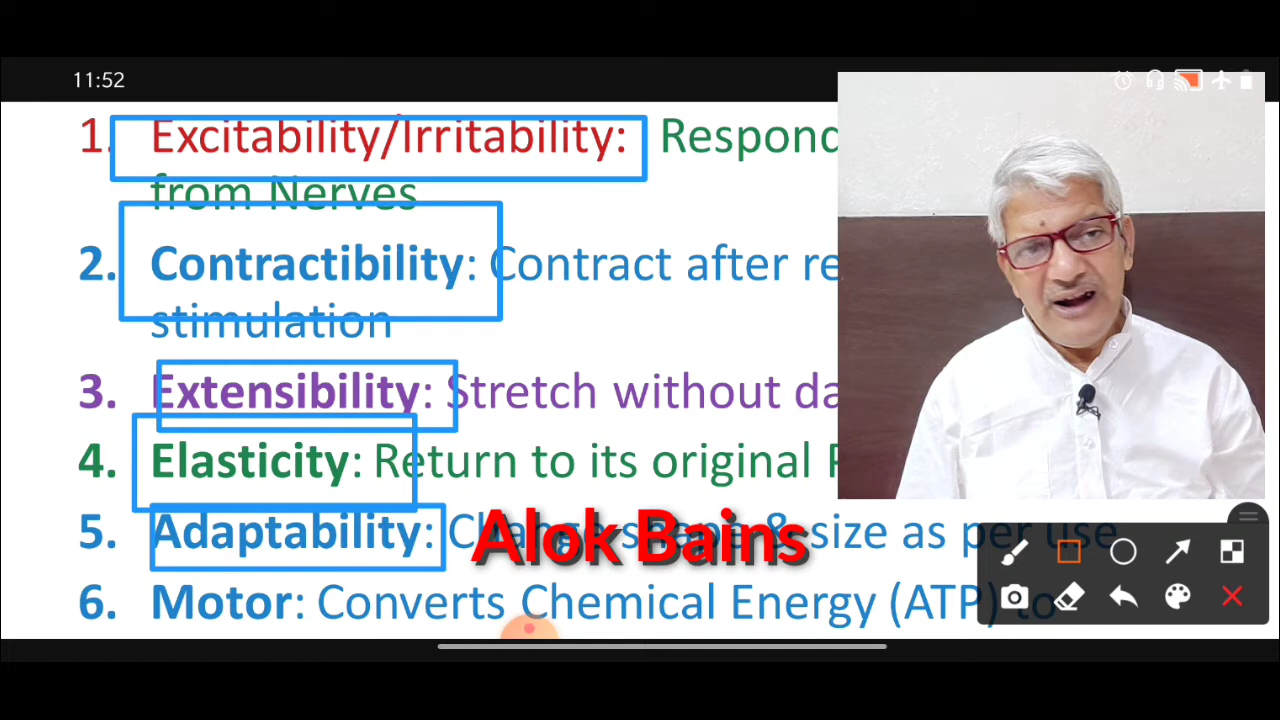 11:52
1. Excitability/Irritability: Respond
from Nerves
2. Contractibility: Contract after re
stimulation
3. Extensibility: Stretch without da
4. Elasticity: Return to its original
5. Adaptability: Change shape & size as per use
Alok Bains
6. Motor: Converts Chemical Energy (ATP) to